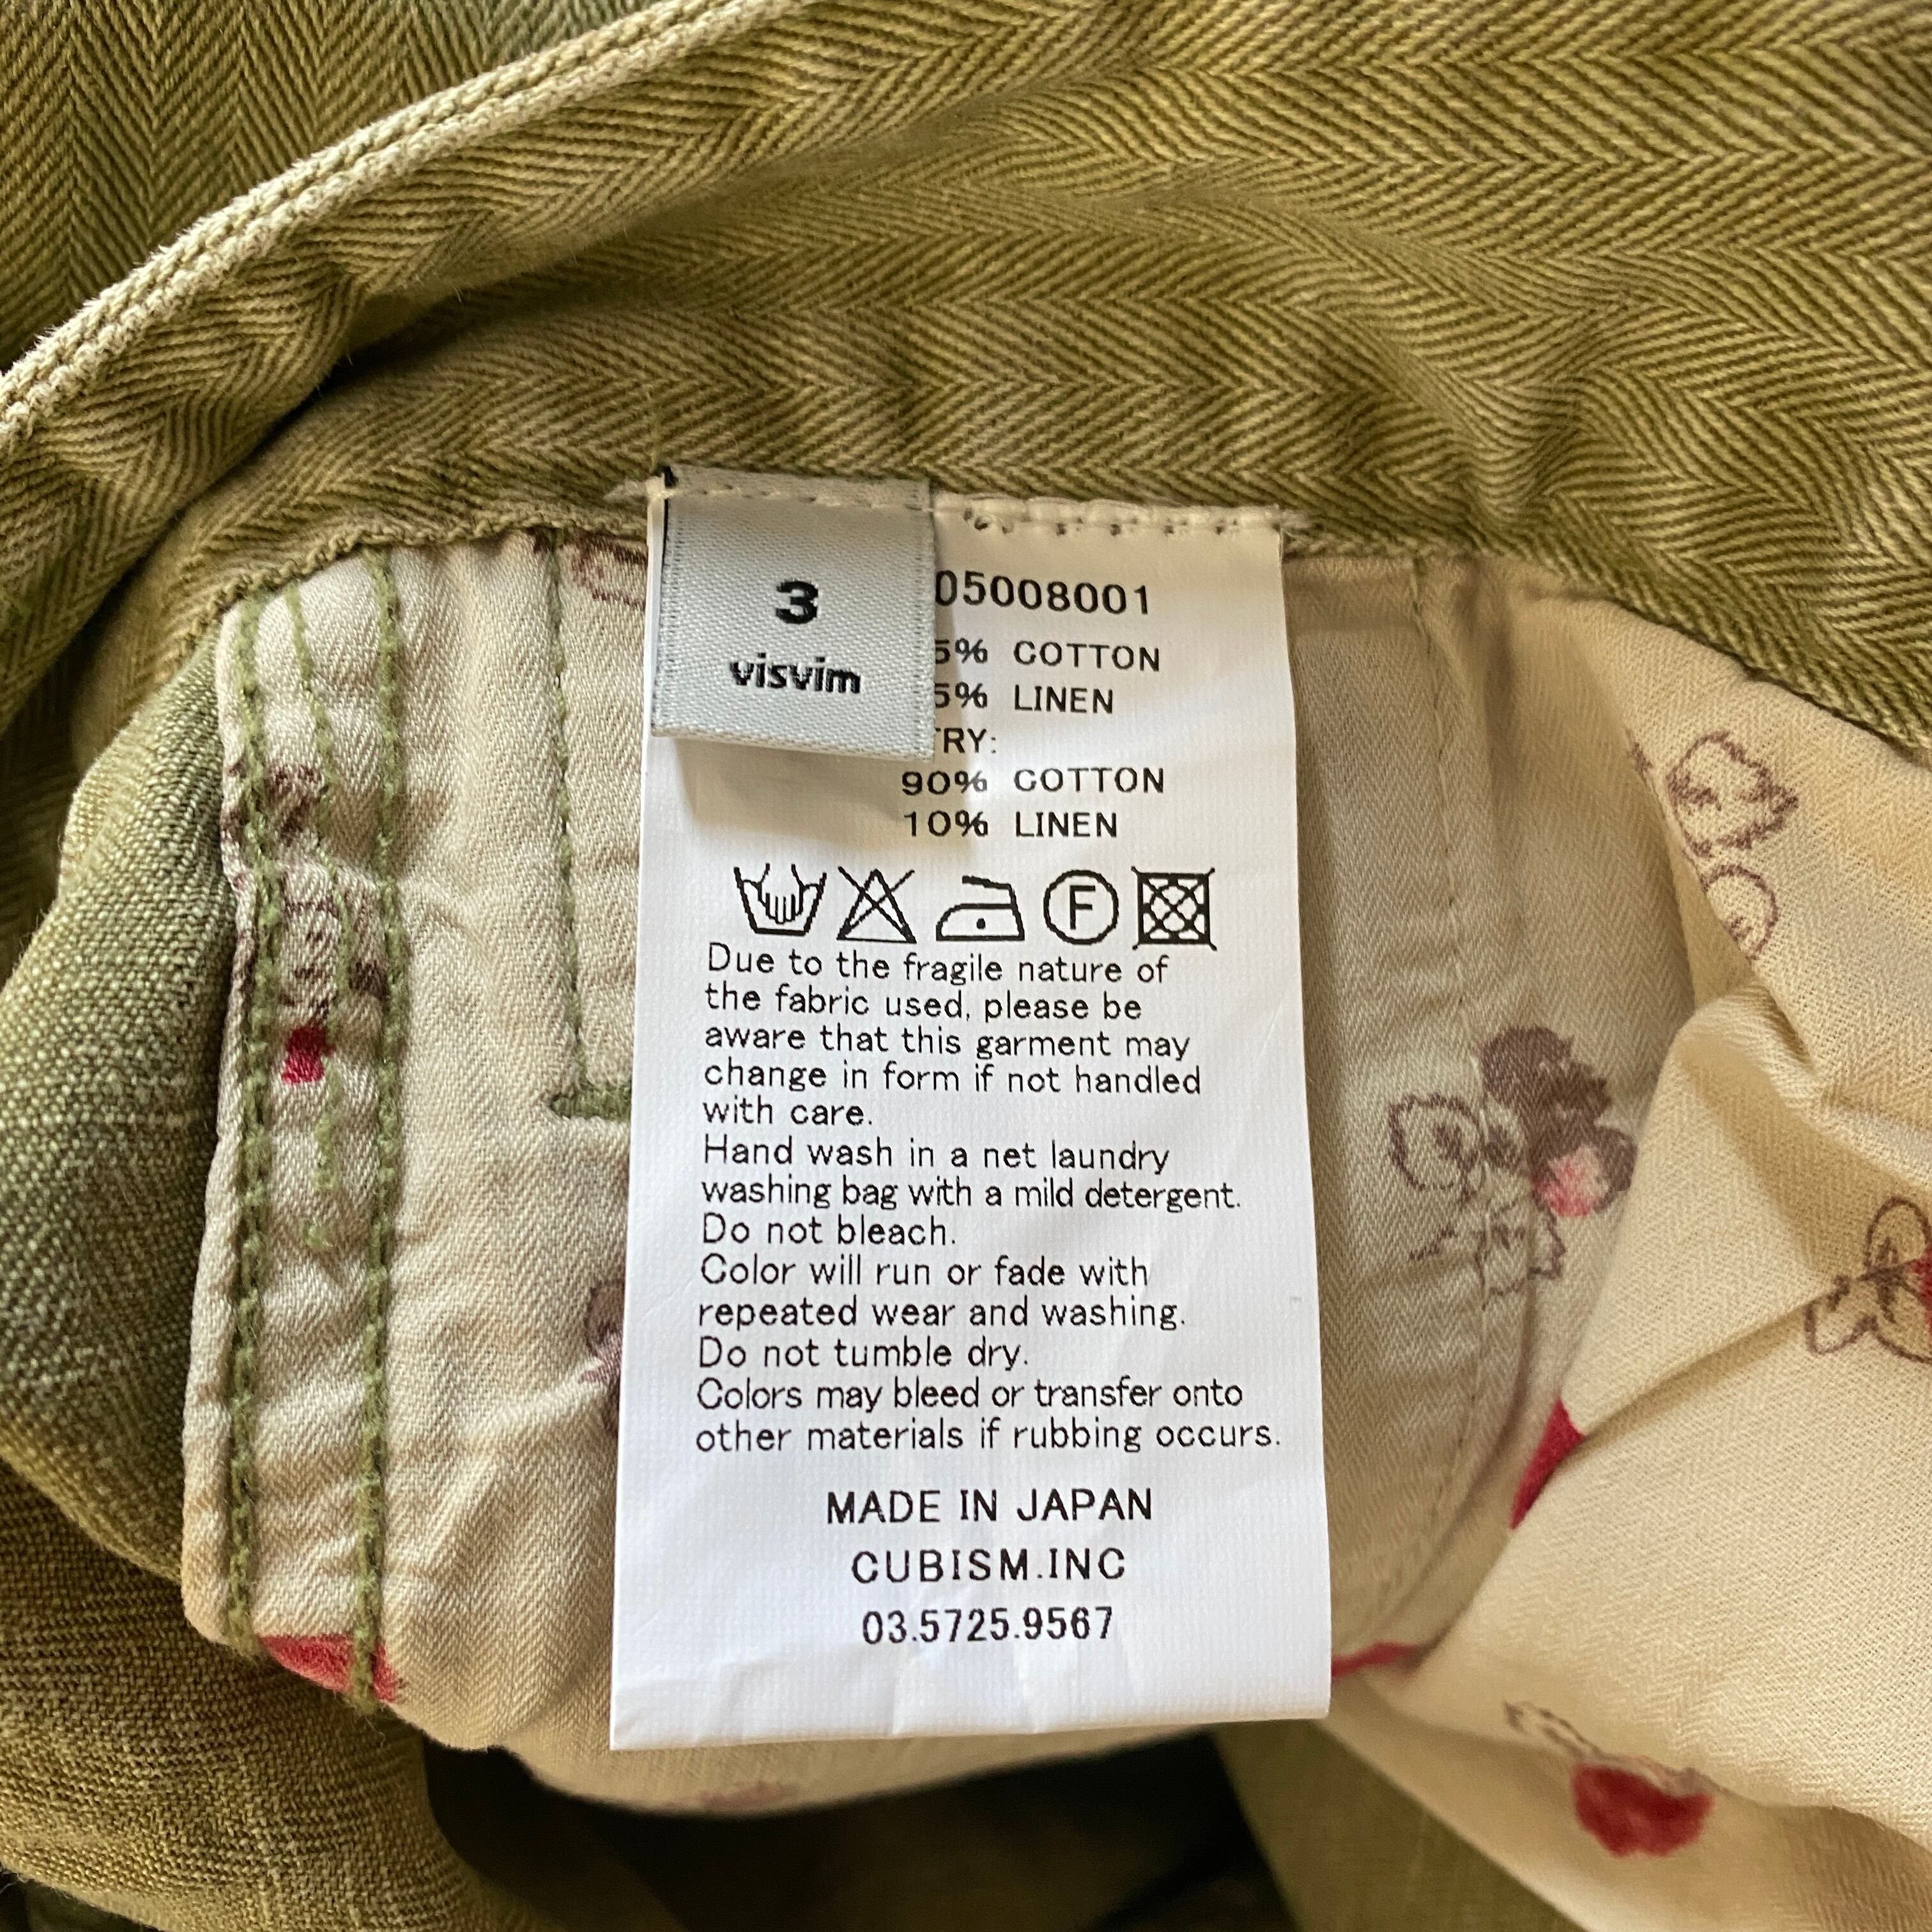 3
visvim
05008001
5% COTTON
5% LINEN
TRY:
90% COTTON
10% LINEN
F
Due to the fragile nature of
the fabric used, please be
aware that this garment may
change in form if not handled
with care.
Hand wash in a net laundry
washing bag with a mild detergent.
Do not bleach.
Color will run or fade with
repeated wear and washing.
Do not tumble dry.
Colors may bleed or transfer onto
other materials if rubbing occurs.
MADE IN JAPAN
CUBISM.INC
03.5725.9567